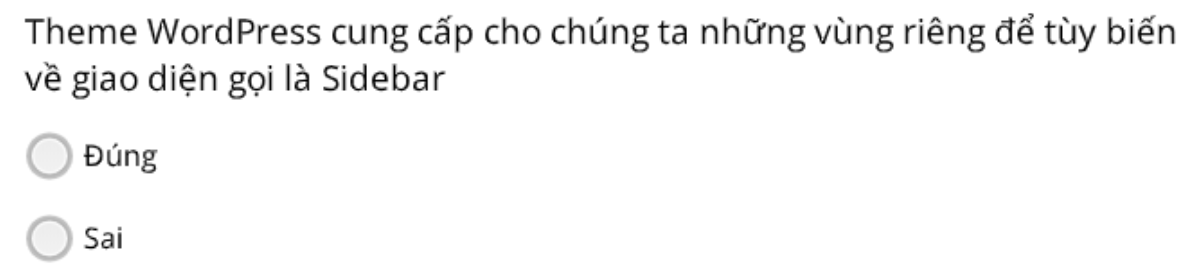 Theme WordPress cung cấp cho chúng ta những vùng riêng để tùy biến
về giao diện gọi là Sidebar
Đúng
Sai